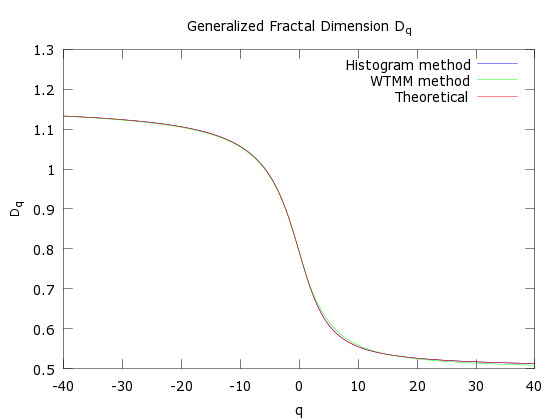 Generalized Fractal Dimension Dq
1.3
1.2
1.1
1
0.9
0.8
0.7
0.6
0.5
Dq
Histogram method
WTMM method
Theoretical
-40 -30 -20 -10 0 10 20 30 40
q